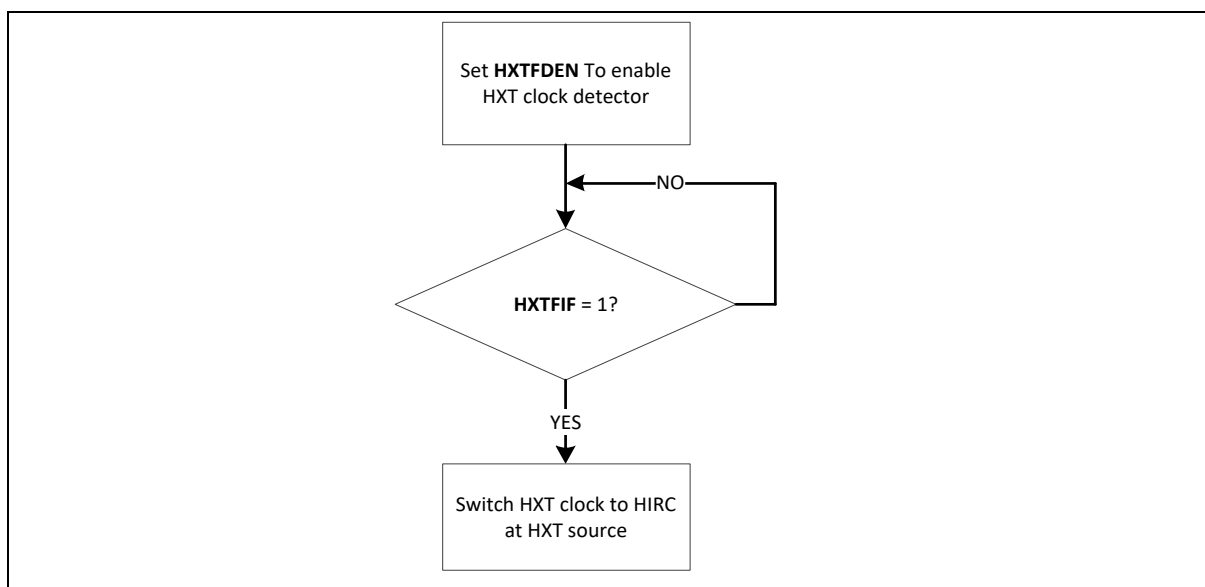 Set HXTFDEN To enable
HXT clock detector
NO
HXTFIF = 1?
YES
Switch HXT clock to HIRC
at HXT source